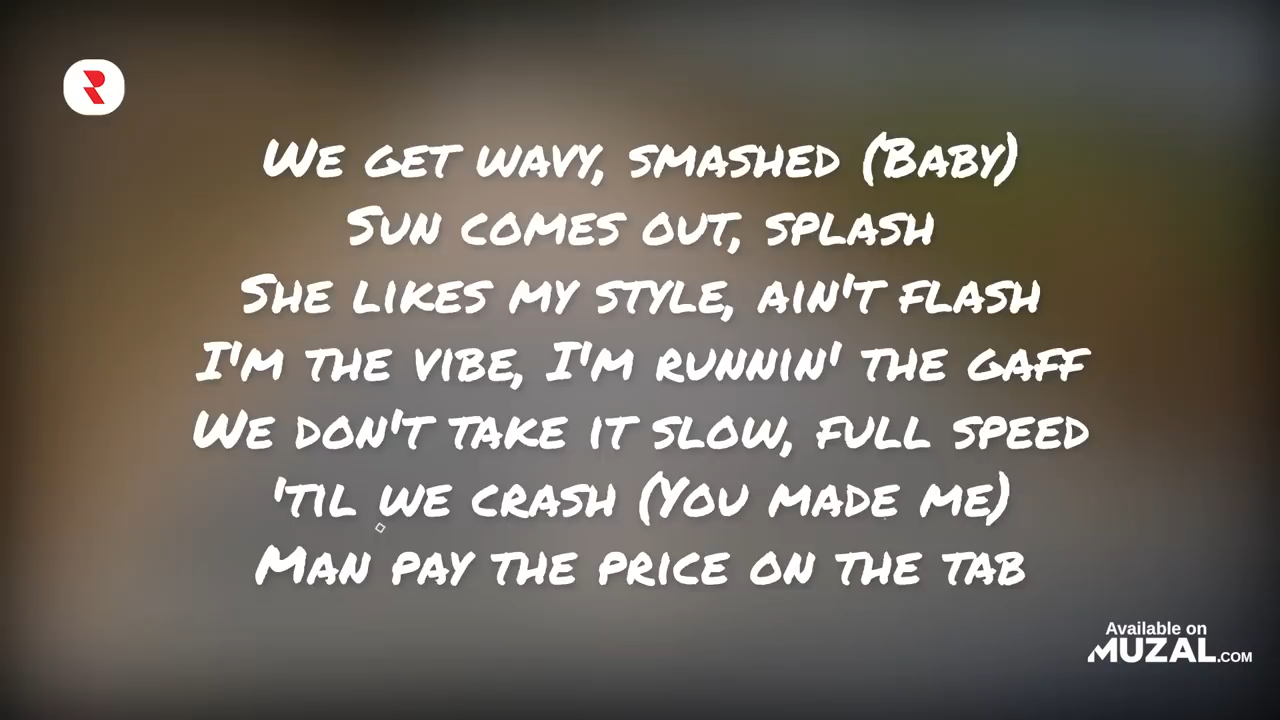 We get wavy, smashed (Baby)
Sun comes out, splash
She likes my style, ain't flash
I'm the vibe, I'm runnin' the gaff
We don't take it slow, full speed
'til we crash (You made me)
Man pay the price on the tab
Available on
MUZAL.COM